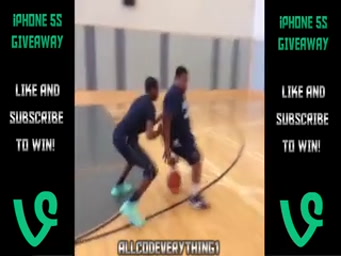 iPHONE 5S
GIVEAWAY
LIKE AND
SUBSCRIBE
TO WIN!
iPHONE 5S
GIVEAWAY
LIKE AND
SUBSCRIBE
TO WIN!
ALLCODEVERYTHING1